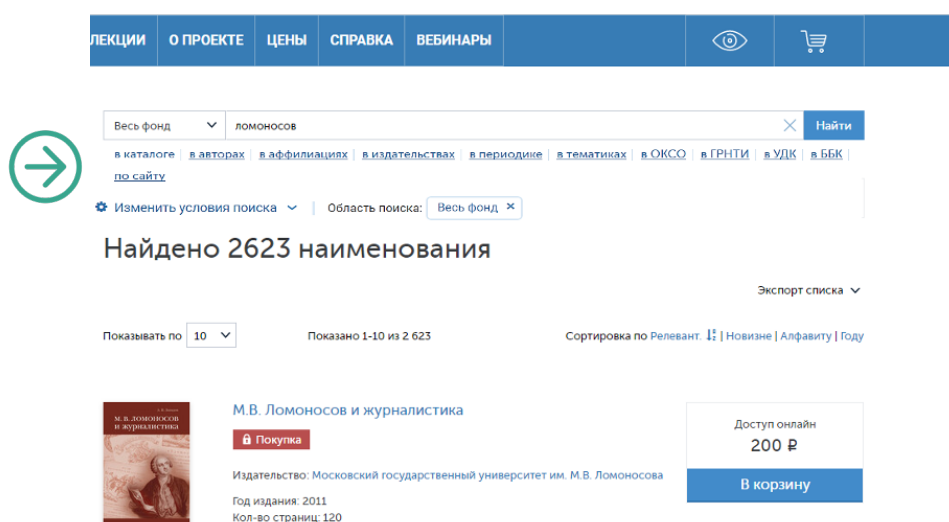 ЛЕКЦИИ О ПРОЕКТЕ ЦЕНЫ СПРАВКА ВЕБИНАРЫ
Весь фонд ломоносов Найти
в каталоге | в авторах | в аффилиациях | в издательствах | в периодике | в тематиках | в ОКСО | в ГРНТИ | в УДК | в ББК |
по сайту
Изменить условия поиска | Область поиска: Весь фонд ×
Найдено 2623 наименования
Экспорт списка
Показывать по 10 Показано 1-10 из 2 623 Сортировка по Релевант. | Новизне | Алфавиту | Году
М.В. ЛОМОНОСОВ
и журналистика
М.В. Ломоносов и журналистика
Покупка
Издательство: Московский государственный университет им. М.В. Ломоносова
Год издания: 2011
Кол-во страниц: 120
Доступ онлайн
200 ₽
В корзину